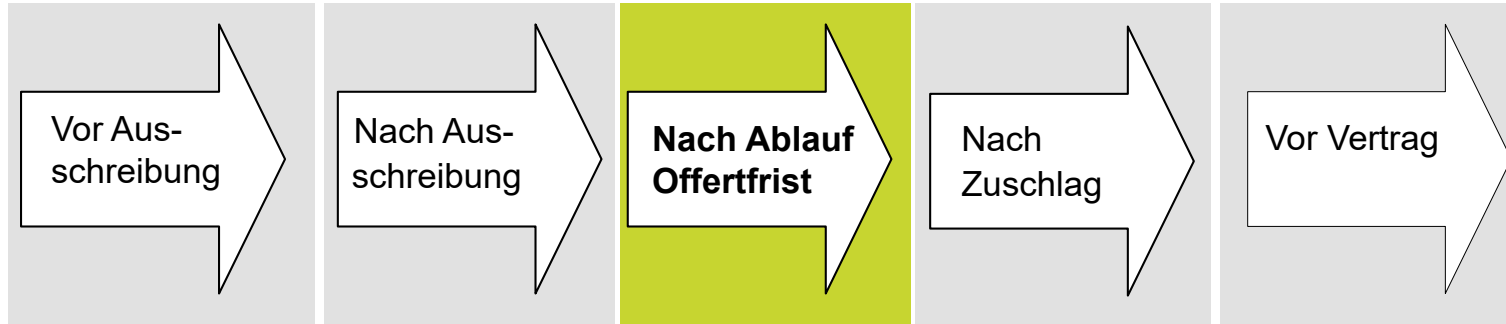 Vor Aus-
schreibung
Nach Aus-
schreibung
Nach Ablauf
Offertfrist
Nach
Zuschlag
Vor Vertrag